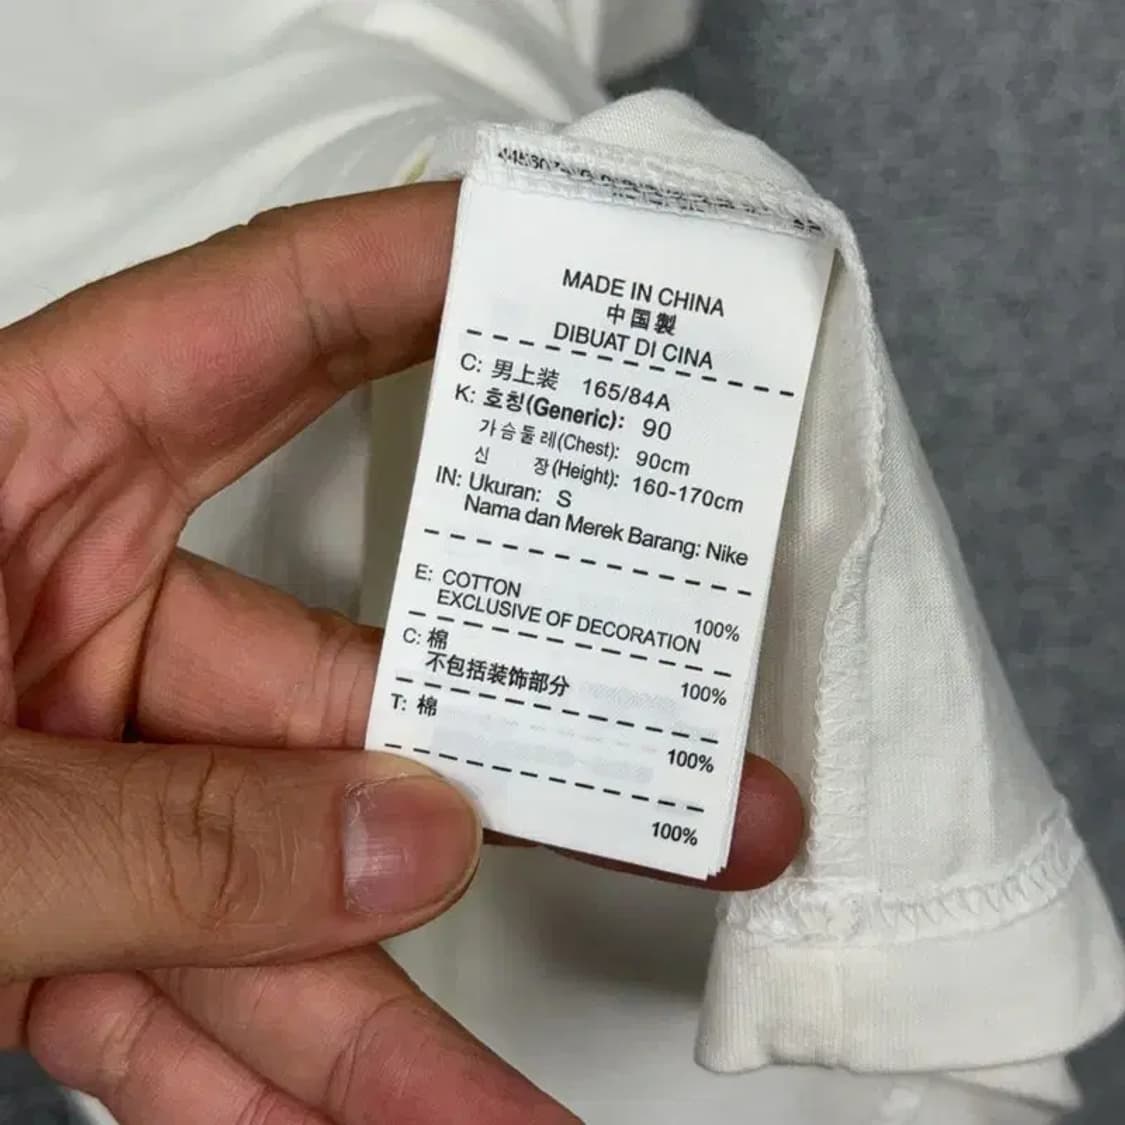 MADE IN CHINA
中国製
DIBUAT DI CINA
C: 男上装 165/84A
K: 호칭(Generic): 90
가슴둘레(Chest): 90cm
신 장(Height): 160-170cm
IN: Ukuran: S
Nama dan Merek Barang: Nike
E: COTTON 100%
EXCLUSIVE OF DECORATION
C: 棉 100%
不包括装饰部分
T: 棉 100%
100%